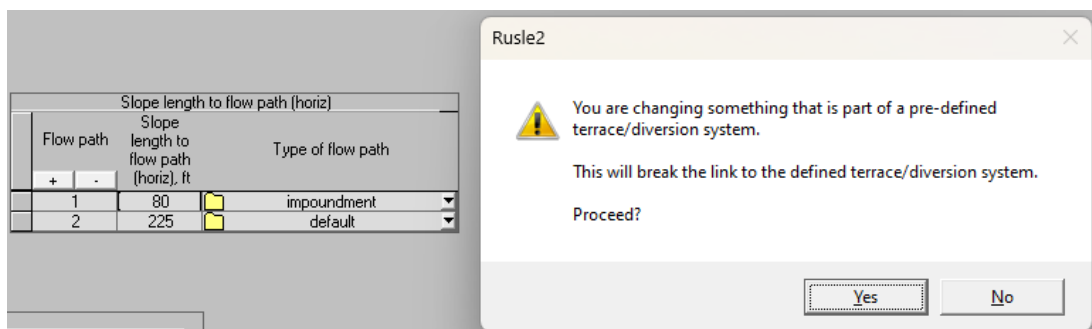 Slope length to flow path (horiz)
Flow path
+ -
Slope
length to
flow path
(horiz), ft
Type of flow path
1 80 impoundment
2 225 default
Rusle2
You are changing something that is part of a pre-defined
terrace/diversion system.
This will break the link to the defined terrace/diversion system.
Proceed?
Yes No